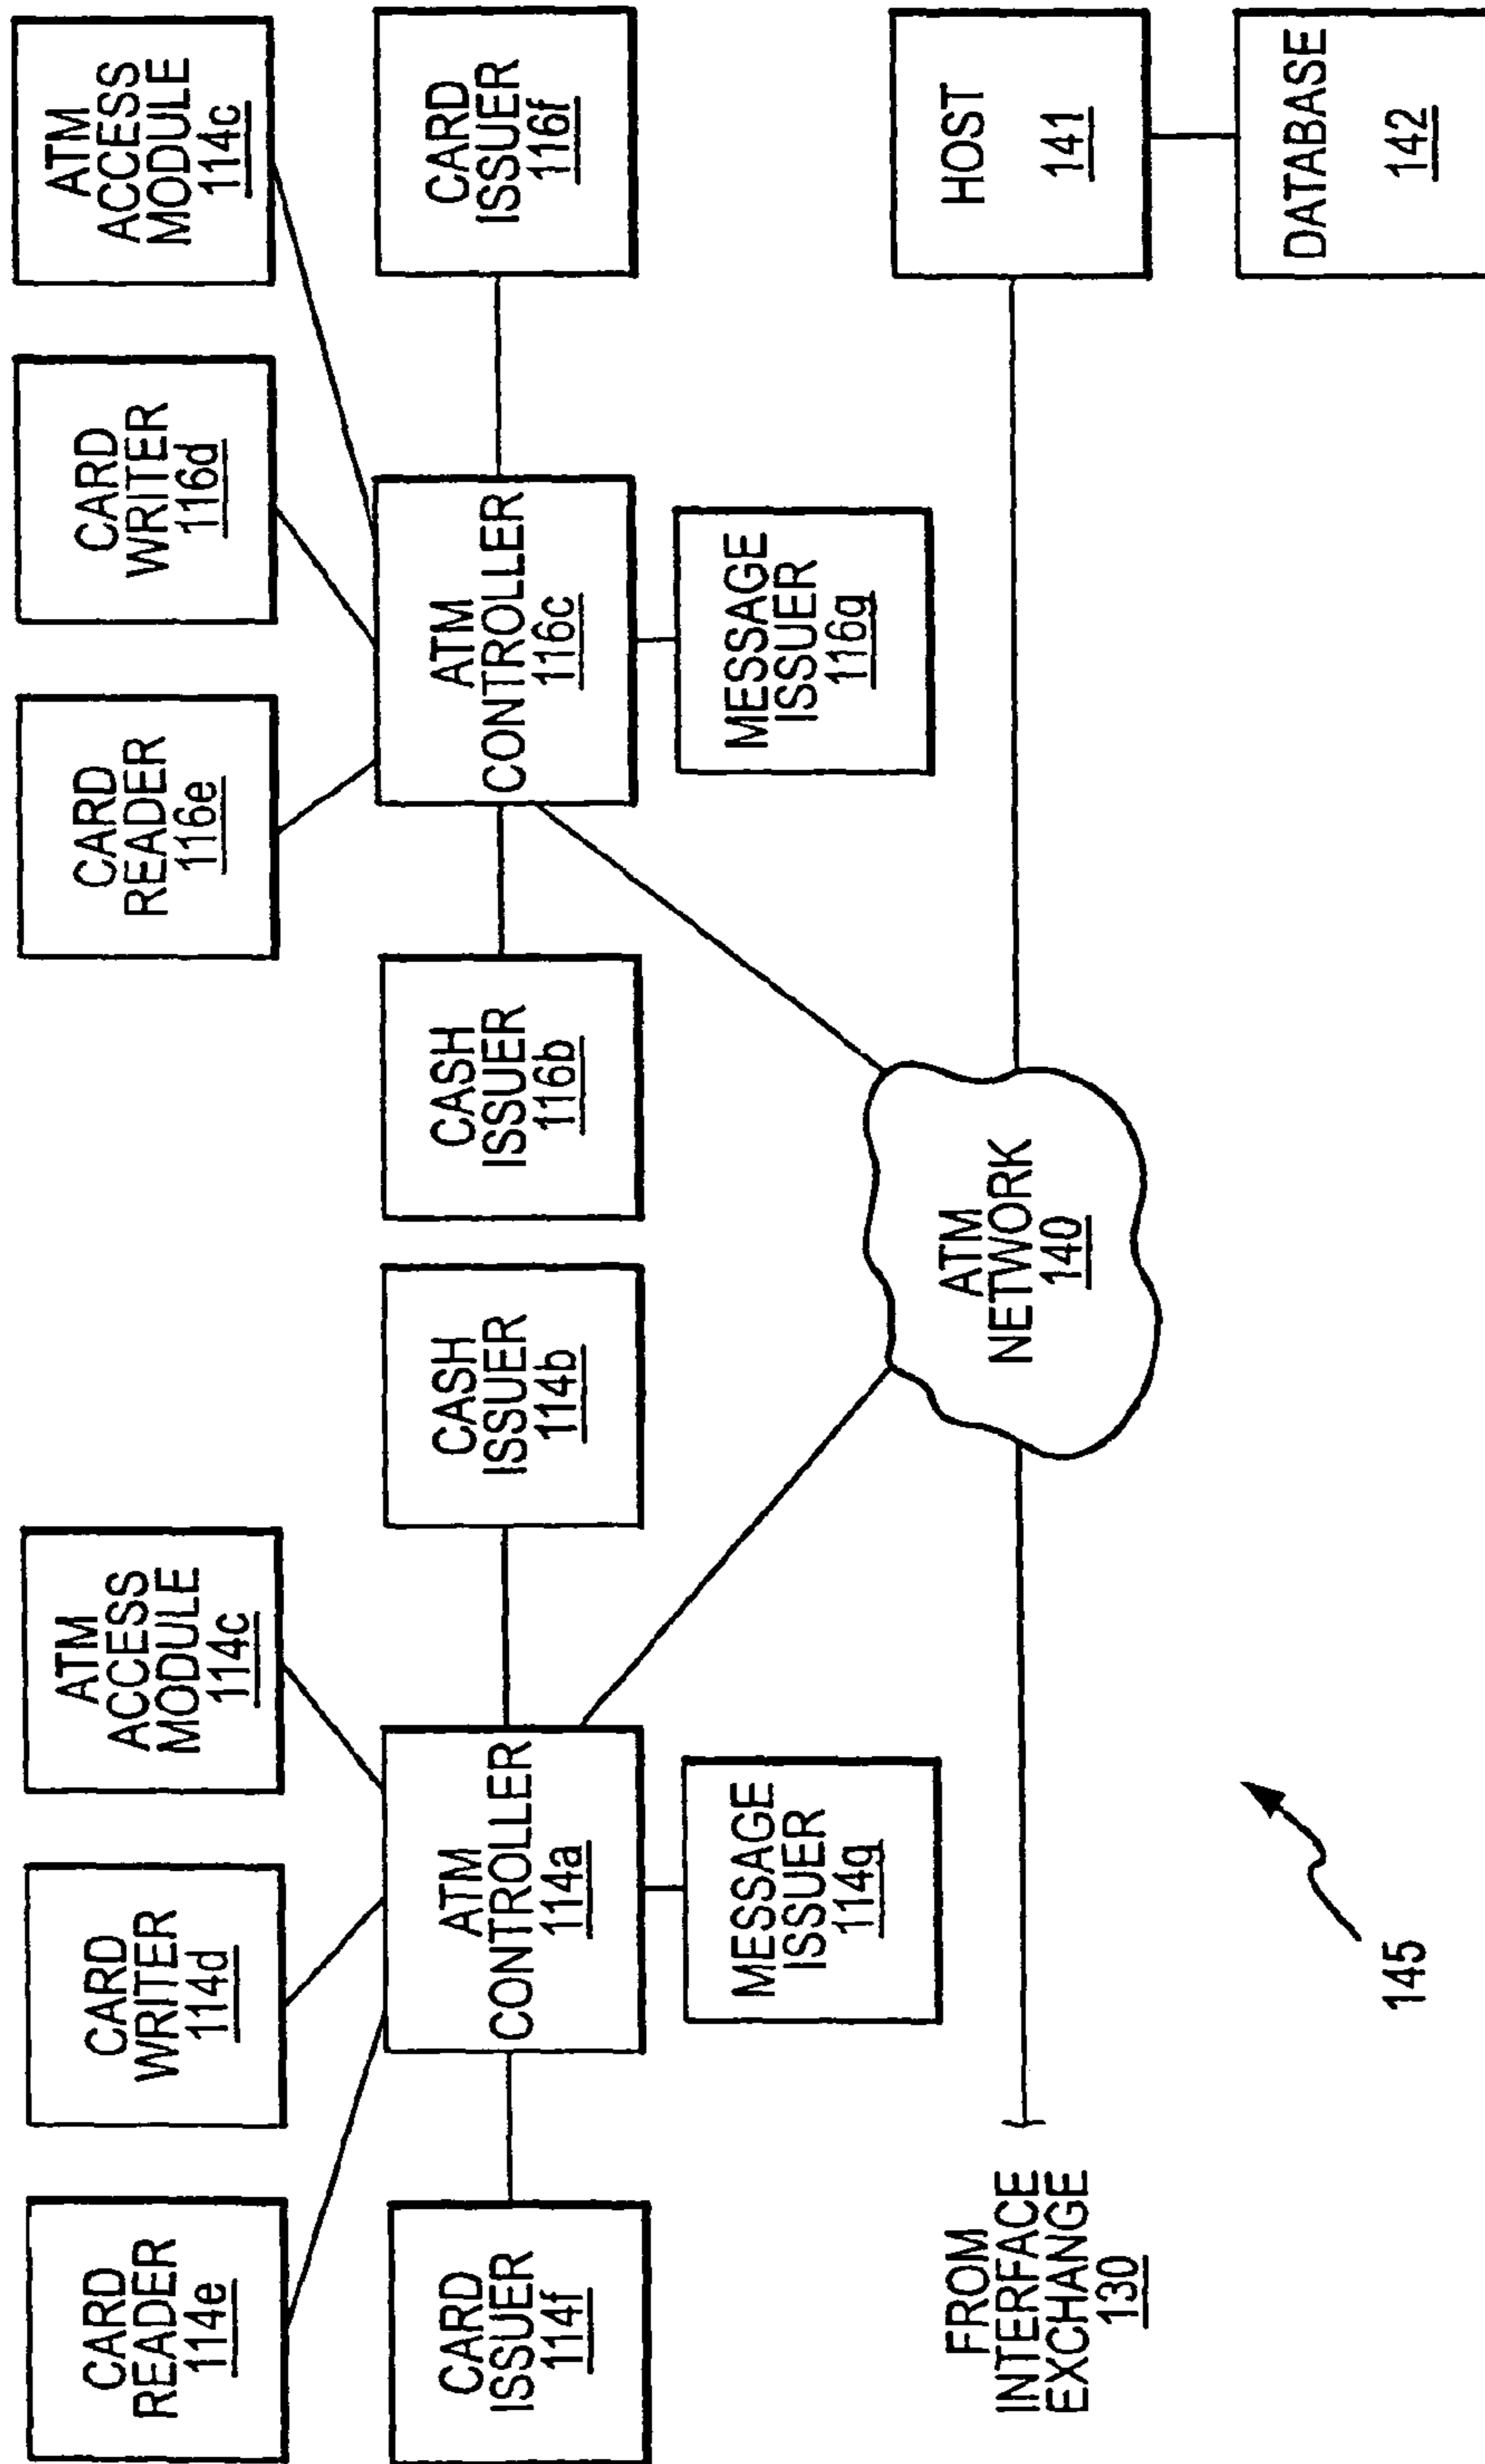 CARD
READER
114e
CARD
WRITER
114d
ATM
ACCESS
MODULE
114c
CARD
READER
116e
CARD
WRITER
116d
ATM
ACCESS
MODULE
114c
CARD
ISSUER
114f
ATM
CONTROLLER
114a
CASH
ISSUER
114b
CASH
ISSUER
116b
ATM
CONTROLLER
116c
CARD
ISSUER
116f
MESSAGE
ISSUER
114g
MESSAGE
ISSUER
116g
FROM
INTERFACE
EXCHANGE
130
ATM
NETWORK
140
HOST
141
DATABASE
142
145